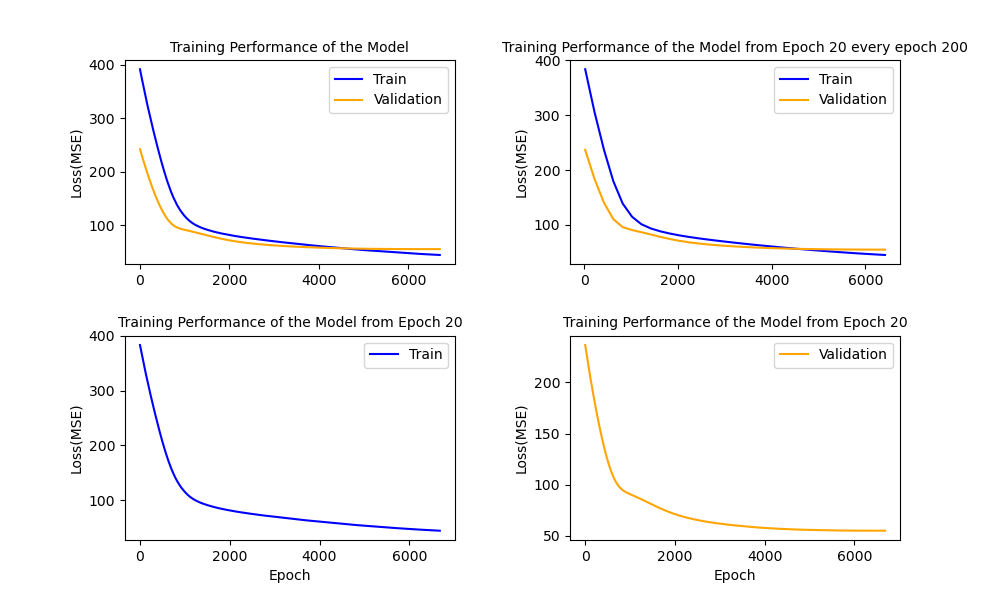 Training Performance of the Model
400
300
200
100
0
2000
4000
6000
Loss(MSE)
Train
Validation
Training Performance of the Model from Epoch 20 every epoch 200
400
300
200
100
0
2000
4000
6000
Loss(MSE)
Train
Validation
Training Performance of the Model from Epoch 20
400
300
200
100
0
2000
4000
6000
Loss(MSE)
Epoch
Train
Training Performance of the Model from Epoch 20
200
150
100
50
0
2000
4000
6000
Loss(MSE)
Epoch
Validation